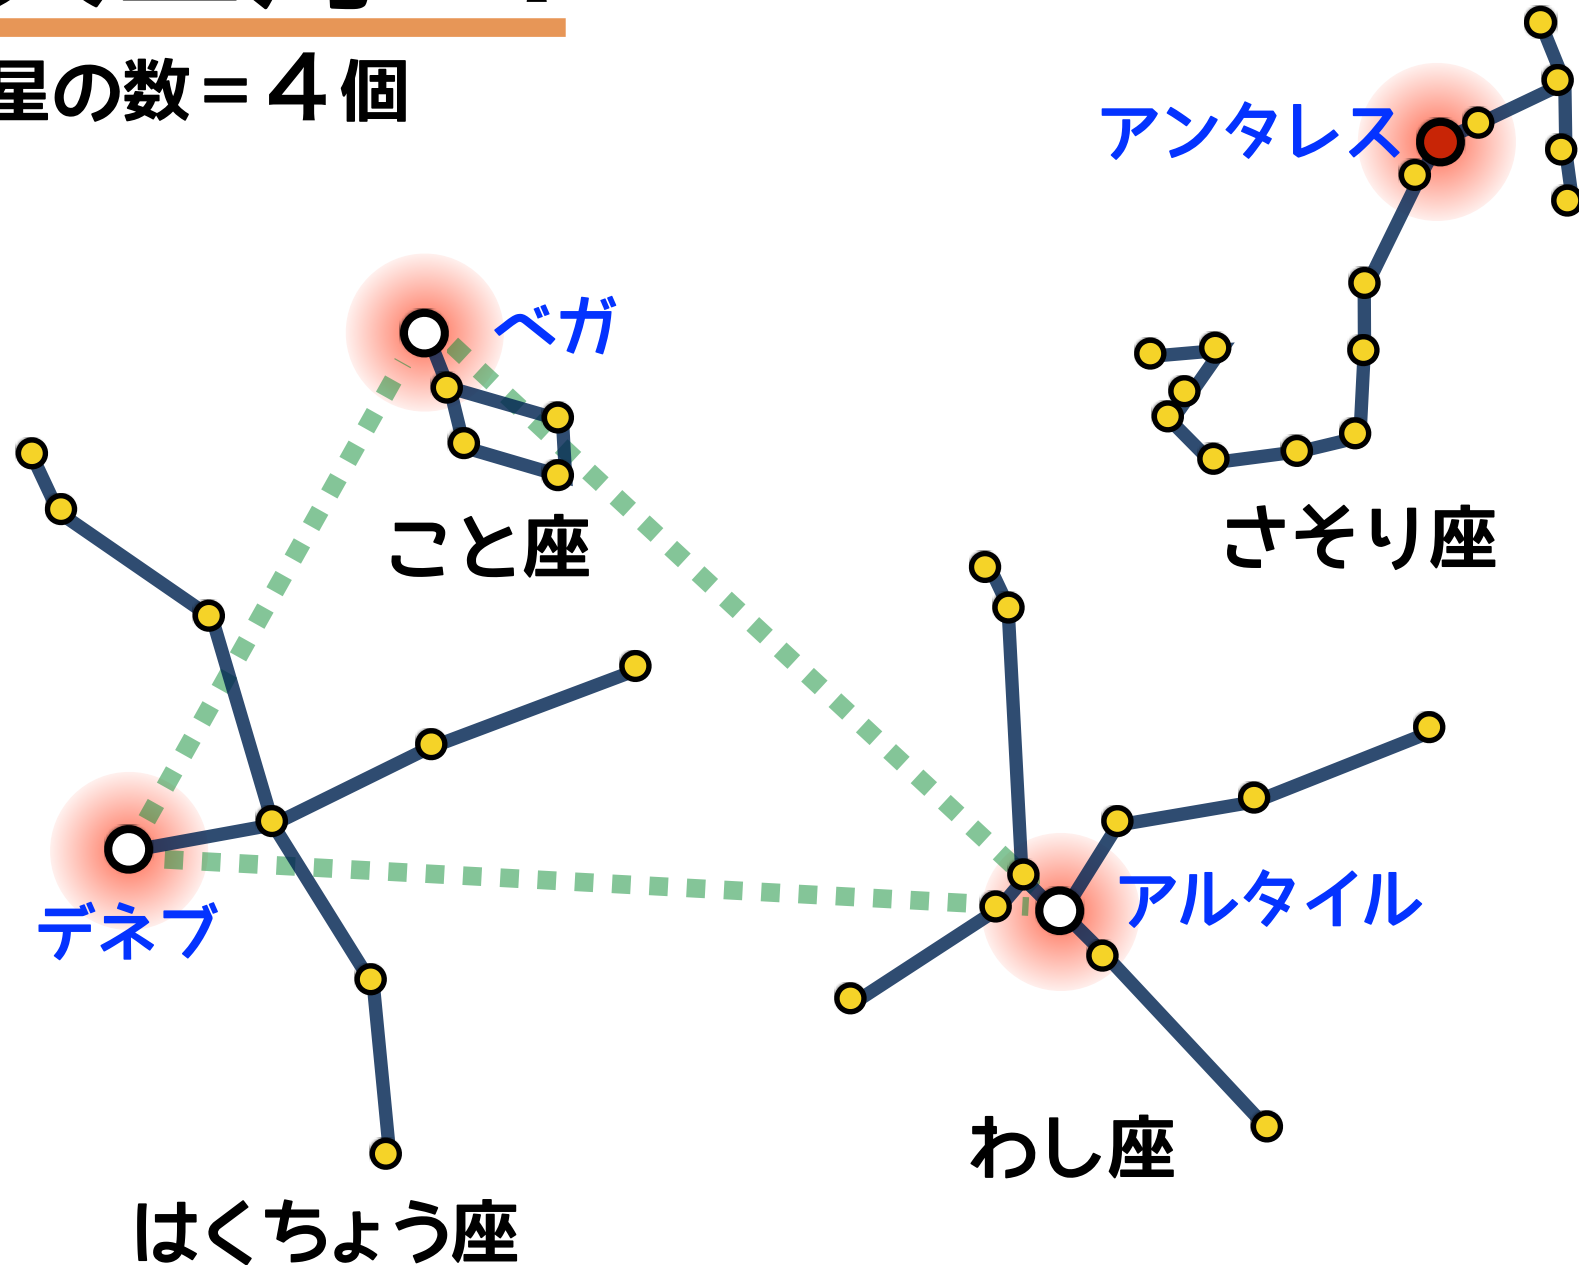 星の数＝4個
アンタレス
ベガ
こと座
さそり座
アルタイル
デネブ
わし座
はくちょう座